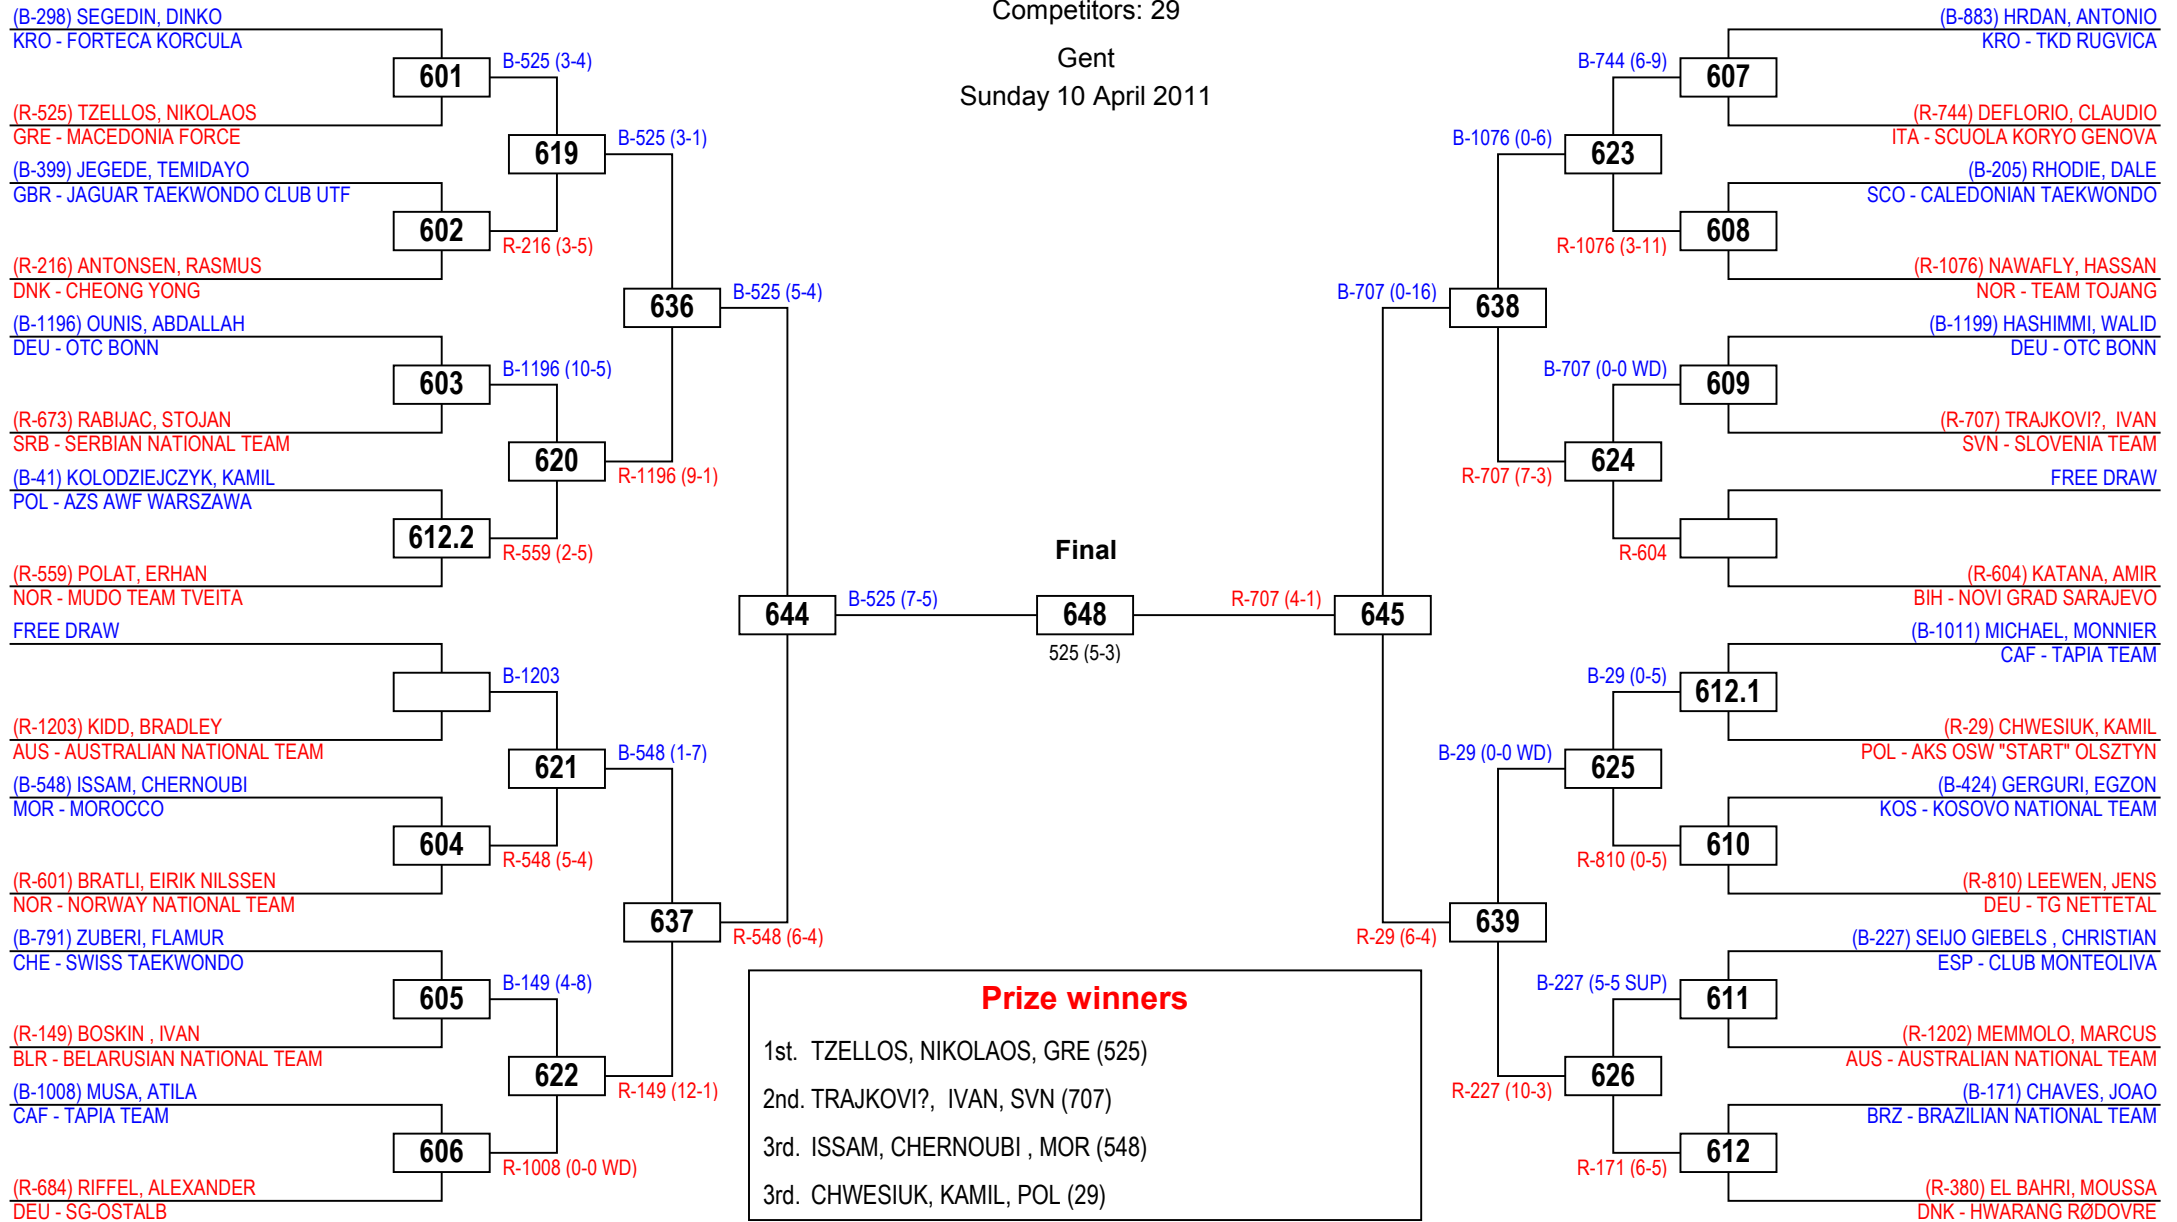 Competitors: 29
Gent
Sunday 10 April 2011
(B-298) SEGEDIN, DINKO
KRO - FORTECA KORCULA
601
B-525 (3-4)
(R-525) TZELLOS, NIKOLAOS
GRE - MACEDONIA FORCE
619
B-525 (3-1)
(B-399) JEGEDE, TEMIDAYO
GBR - JAGUAR TAEKWONDO CLUB UTF
602
R-216 (3-5)
(R-216) ANTONSEN, RASMUS
DNK - CHEONG YONG
636
B-525 (5-4)
(B-1196) OUNIS, ABDALLAH
DEU - OTC BONN
603
B-1196 (10-5)
(R-673) RABIJAC, STOJAN
SRB - SERBIAN NATIONAL TEAM
620
R-1196 (9-1)
(B-41) KOLODZIEJCZYK, KAMIL
POL - AZS AWF WARSZAWA
612.2
R-559 (2-5)
(R-559) POLAT, ERHAN
NOR - MUDO TEAM TVEITA
644
B-525 (7-5)
FREE DRAW
B-1203
(R-1203) KIDD, BRADLEY
AUS - AUSTRALIAN NATIONAL TEAM
621
B-548 (1-7)
(B-548) ISSAM, CHERNOUBI
MOR - MOROCCO
604
R-548 (5-4)
(R-601) BRATLI, EIRIK NILSSEN
NOR - NORWAY NATIONAL TEAM
637
R-548 (6-4)
(B-791) ZUBERI, FLAMUR
CHE - SWISS TAEKWONDO
605
B-149 (4-8)
(R-149) BOSKIN , IVAN
BLR - BELARUSIAN NATIONAL TEAM
622
R-149 (12-1)
(B-1008) MUSA, ATILA
CAF - TAPIA TEAM
606
R-1008 (0-0 WD)
(R-684) RIFFEL, ALEXANDER
DEU - SG-OSTALB
Final
648
525 (5-3)
(B-883) HRDAN, ANTONIO
KRO - TKD RUGVICA
B-744 (6-9)
607
(R-744) DEFLORIO, CLAUDIO
ITA - SCUOLA KORYO GENOVA
B-1076 (0-6)
623
(B-205) RHODIE, DALE
SCO - CALEDONIAN TAEKWONDO
608
R-1076 (3-11)
(R-1076) NAWAFLY, HASSAN
NOR - TEAM TOJANG
B-707 (0-16)
638
(B-1199) HASHIMMI, WALID
DEU - OTC BONN
B-707 (0-0 WD)
609
(R-707) TRAJKOVI?,  IVAN
SVN - SLOVENIA TEAM
624
R-707 (7-3)
FREE DRAW
R-604
(R-604) KATANA, AMIR
BIH - NOVI GRAD SARAJEVO
R-707 (4-1)
645
(B-1011) MICHAEL, MONNIER
CAF - TAPIA TEAM
B-29 (0-5)
612.1
(R-29) CHWESIUK, KAMIL
POL - AKS OSW "START" OLSZTYN
B-29 (0-0 WD)
625
(B-424) GERGURI, EGZON
KOS - KOSOVO NATIONAL TEAM
610
R-810 (0-5)
(R-810) LEEWEN, JENS
DEU - TG NETTETAL
639
R-29 (6-4)
(B-227) SEIJO GIEBELS , CHRISTIAN
ESP - CLUB MONTEOLIVA
B-227 (5-5 SUP)
611
(R-1202) MEMMOLO, MARCUS
AUS - AUSTRALIAN NATIONAL TEAM
626
R-227 (10-3)
(B-171) CHAVES, JOAO
BRZ - BRAZILIAN NATIONAL TEAM
612
R-171 (6-5)
(R-380) EL BAHRI, MOUSSA
DNK - HWARANG RØDOVRE
Prize winners
1st. TZELLOS, NIKOLAOS, GRE (525)
2nd. TRAJKOVI?,  IVAN, SVN (707)
3rd. ISSAM, CHERNOUBI , MOR (548)
3rd. CHWESIUK, KAMIL, POL (29)